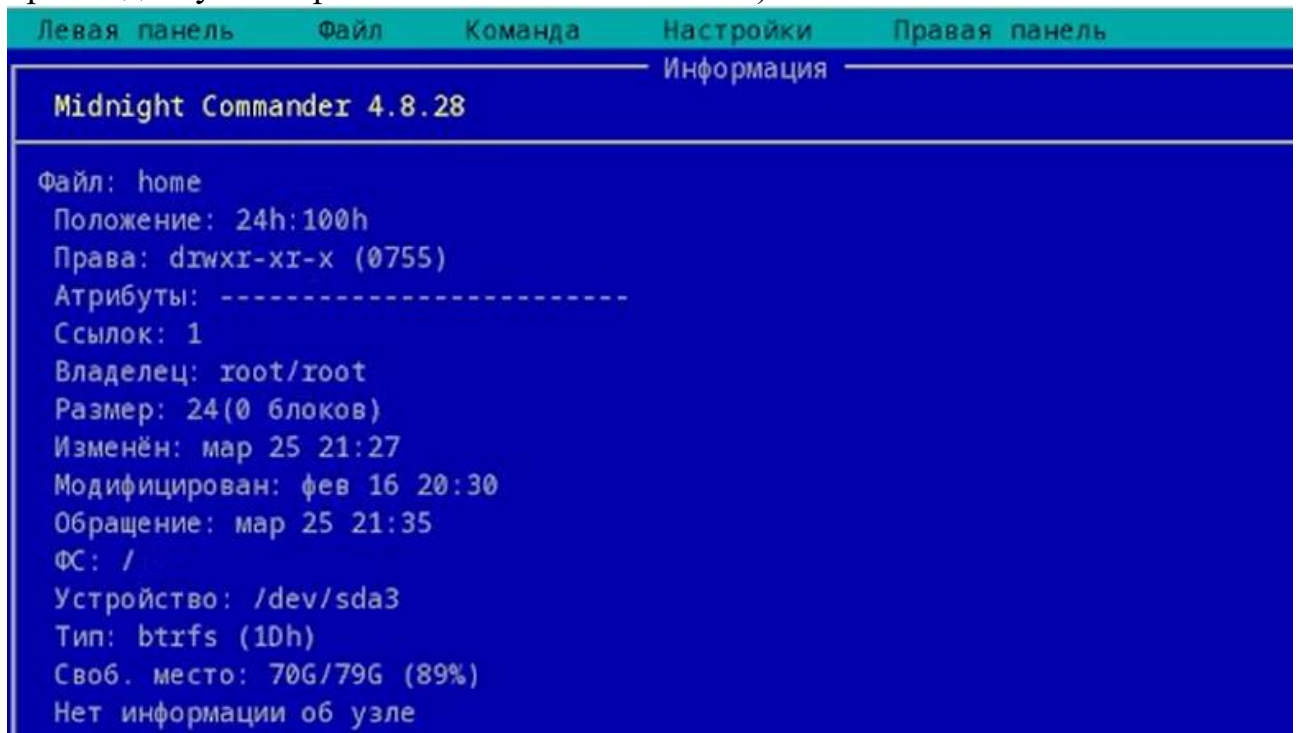 Левая панель Файл Команда Настройки Правая панель
Информация
Midnight Commander 4.8.28
Файл: home
Положение: 24h:100h
Права: drwxr-xr-x (0755)
Атрибуты: -------------------------
Ссылок: 1
Владелец: root/root
Размер: 24(0 блоков)
Изменён: мар 25 21:27
Модифицирован: фев 16 20:30
Обращение: мар 25 21:35
ФС: /
Устройство: /dev/sda3
Тип: btrfs (1Dh)
Своб. место: 70G/79G (89%)
Нет информации об узле